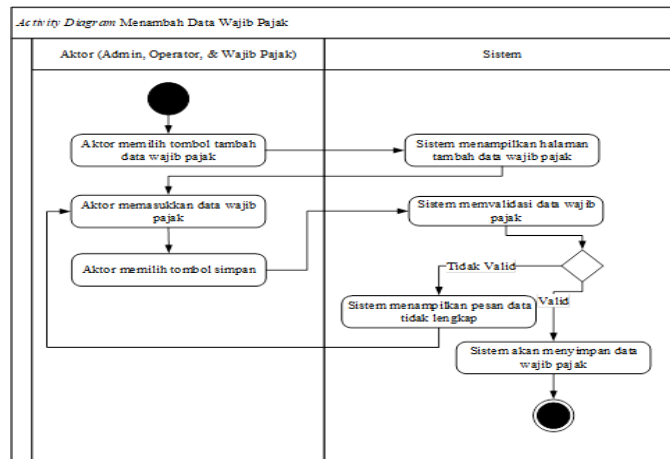 Activity Diagram Menambah Data Wajib Pajak
Aktor (Admin, Operator, & Wajib Pajak)
Sistem
Aktor memilih tombol tambah
data wajib pajak
Sistem menampilkan halaman
tambah data wajib pajak
Aktor memasukkan data wajib
pajak
Sistem memvalidasi data wajib
pajak
Aktor memilih tombol simpan
Tidak Valid
Valid
Sistem menampilkan pesan data
tidak lengkap
Sistem akan menyimpan data
wajib pajak